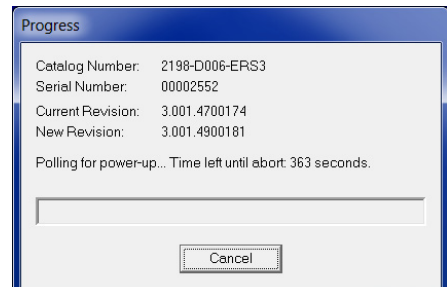 Progress
Catalog Number: 2198-D006-ERS3
Serial Number: 00002552
Current Revision: 3.001.4700174
New Revision: 3.001.4900181
Polling for power-up... Time left until abort: 363 seconds.
Cancel